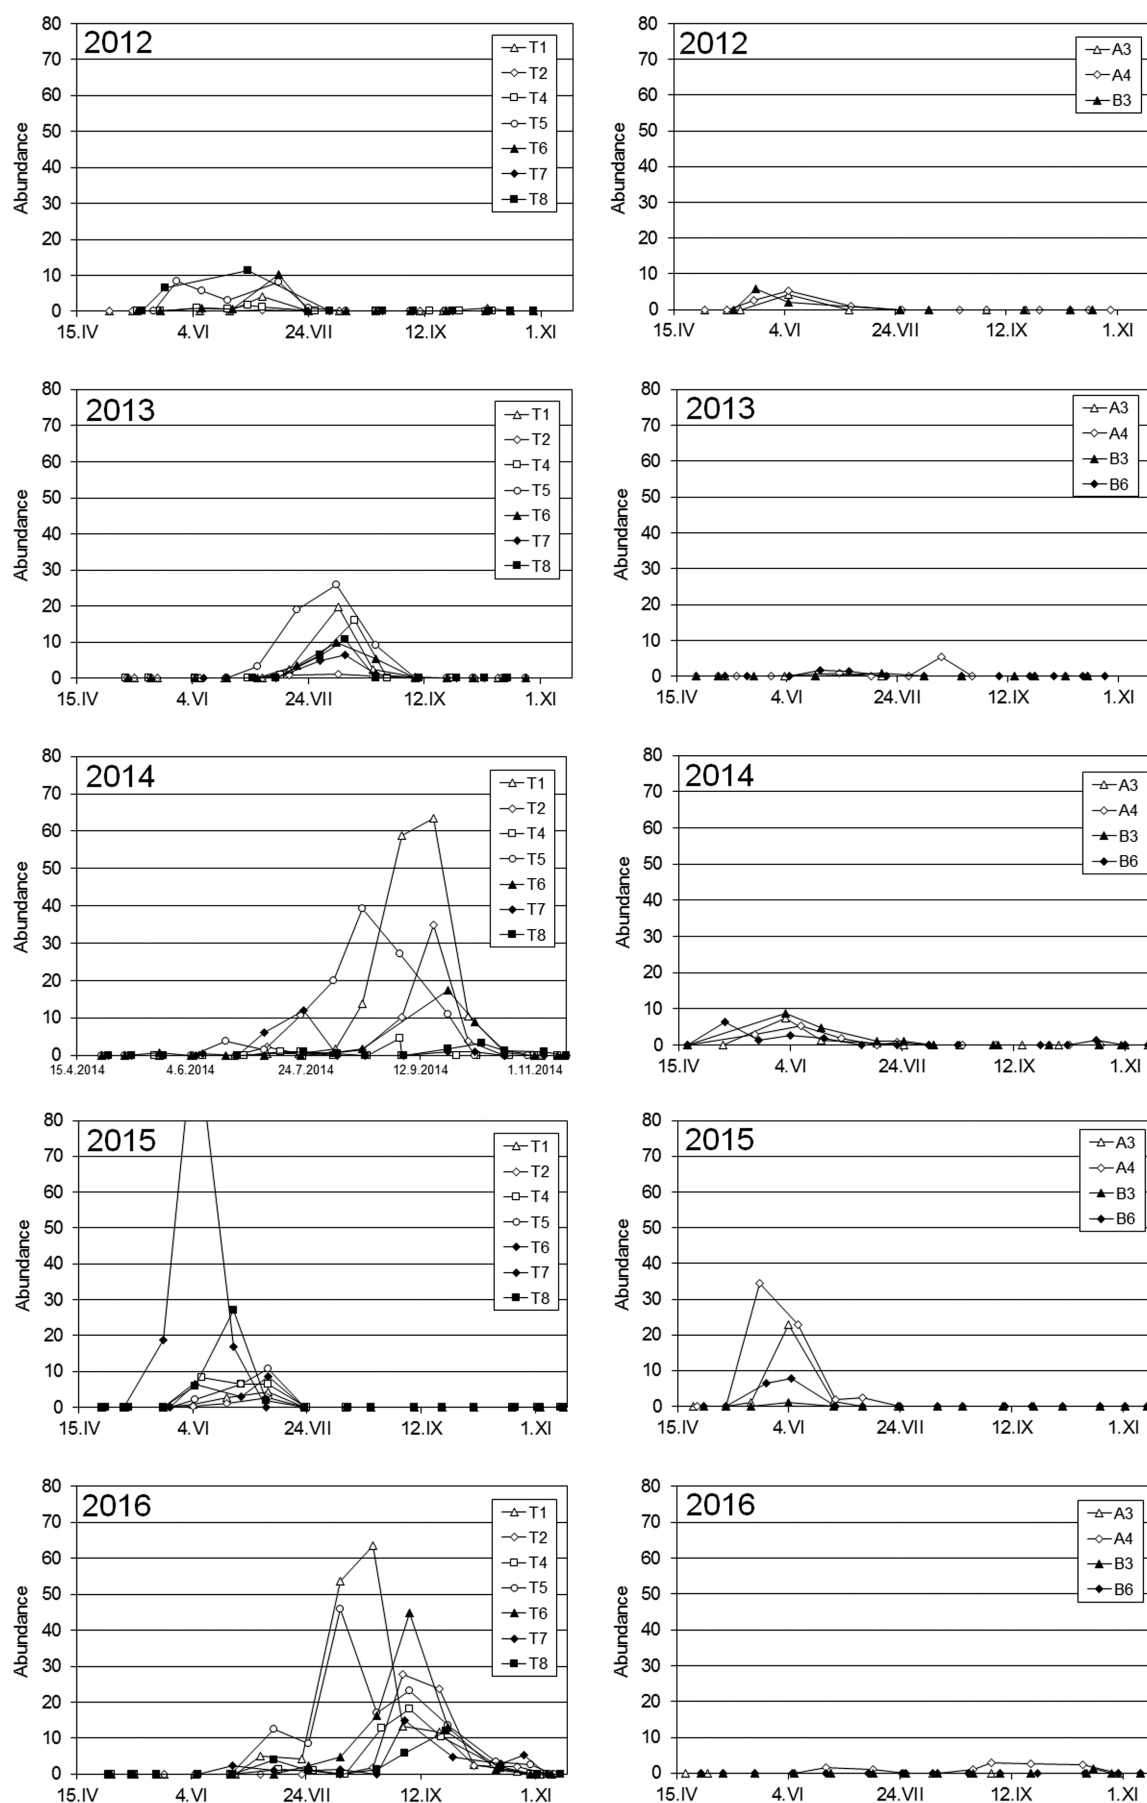 2012
Abundance
80
70
60
50
40
30
20
10
0
15.IV 4.VI 24.VII 12.IX 1.XI
T1
T2
T4
T5
T6
T7
T8
2012
Abundance
80
70
60
50
40
30
20
10
0
15.IV 4.VI 24.VII 12.IX 1.XI
A3
A4
B3
2013
Abundance
80
70
60
50
40
30
20
10
0
15.IV 4.VI 24.VII 12.IX 1.XI
T1
T2
T4
T5
T6
T7
T8
2013
Abundance
80
70
60
50
40
30
20
10
0
15.IV 4.VI 24.VII 12.IX 1.XI
A3
A4
B3
B6
2014
Abundance
80
70
60
50
40
30
20
10
0
15.4.2014 4.6.2014 24.7.2014 12.9.2014 1.11.2014
T1
T2
T4
T5
T6
T7
T8
2014
Abundance
80
70
60
50
40
30
20
10
0
15.IV 4.VI 24.VII 12.IX 1.XI
A3
A4
B3
B6
2015
Abundance
80
70
60
50
40
30
20
10
0
15.IV 4.VI 24.VII 12.IX 1.XI
T1
T2
T4
T5
T6
T7
T8
2015
Abundance
80
70
60
50
40
30
20
10
0
15.IV 4.VI 24.VII 12.IX 1.XI
A3
A4
B3
B6
2016
Abundance
80
70
60
50
40
30
20
10
0
15.IV 4.VI 24.VII 12.IX 1.XI
T1
T2
T4
T5
T6
T7
T8
2016
Abundance
80
70
60
50
40
30
20
10
0
15.IV 4.VI 24.VII 12.IX 1.XI
A3
A4
B3
B6